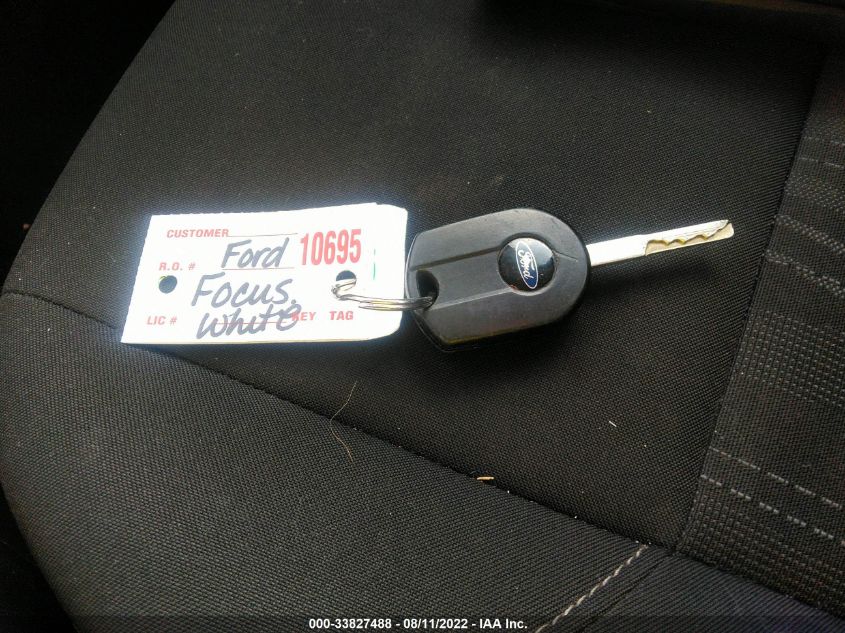 CUSTOMER
R.O. # Ford 10695
Focus.
LIC # White KEY TAG
Ford
000-33827488 - 08/11/2022 - IAA Inc.